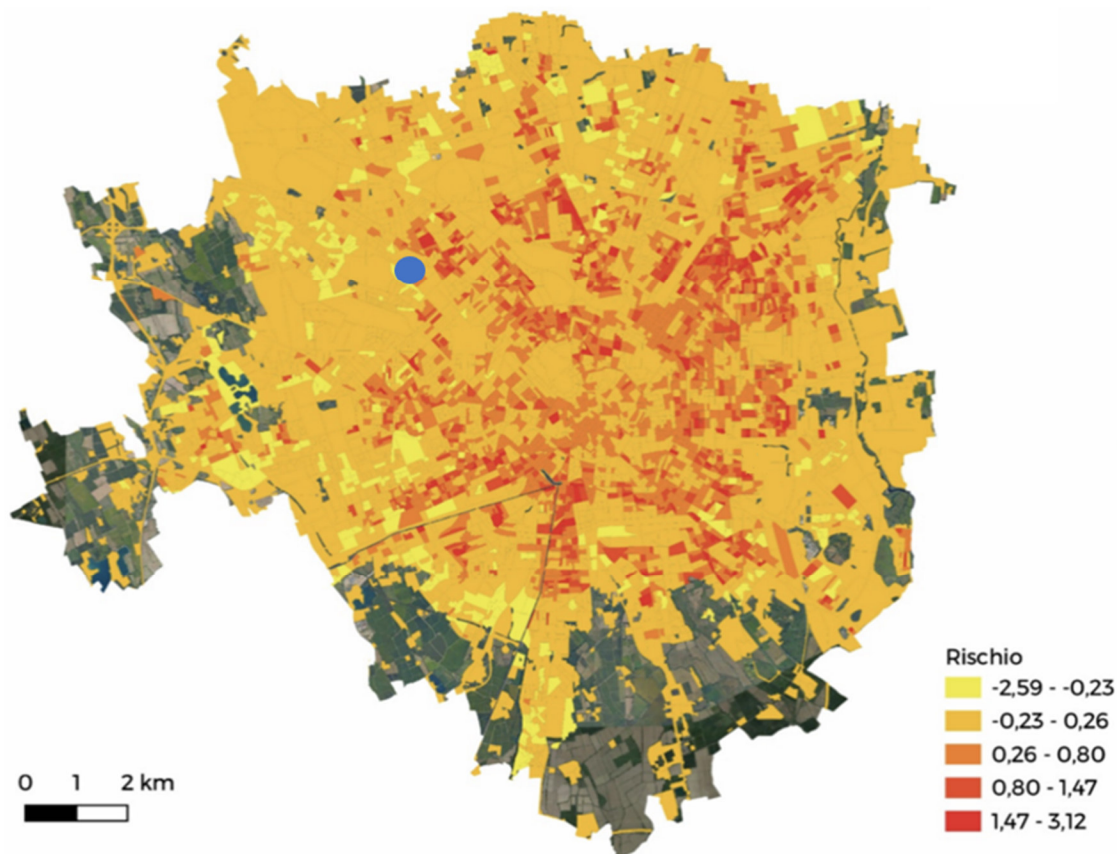 Rischio
-2,59 - -0,23
-0,23 - 0,26
0,26 - 0,80
0,80 - 1,47
1,47 - 3,12
0 1 2 km